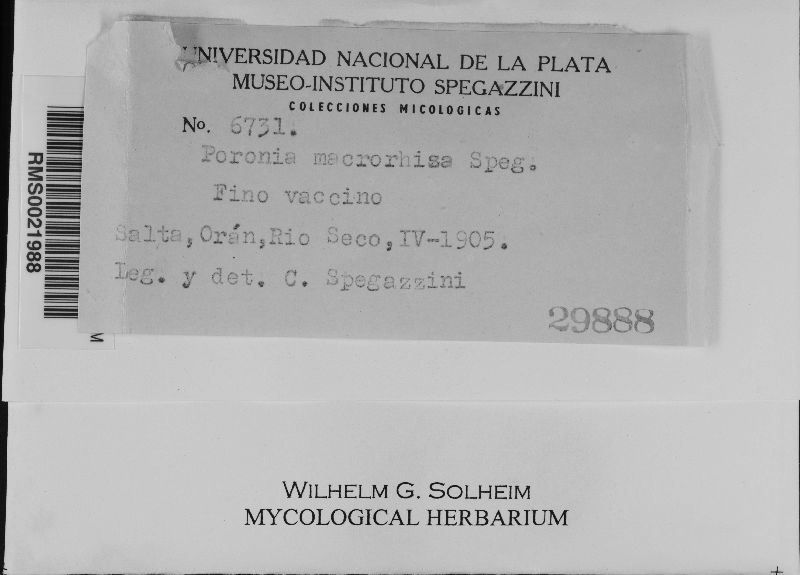 UNIVERSIDAD NACIONAL DE LA PLATA
MUSEO-INSTITUTO SPEGAZZINI
COLECCIONES MICOLOGICAS
No. 6731.
Poronia macrorhisa Speg.
Fino vaccino
Salta, Orán, Rio Seco, IV-1905.
Leg. y det. C. Spegazzini
29888
RMS0021988
M
WILHELM G. SOLHEIM
MYCOLOGICAL HERBARIUM